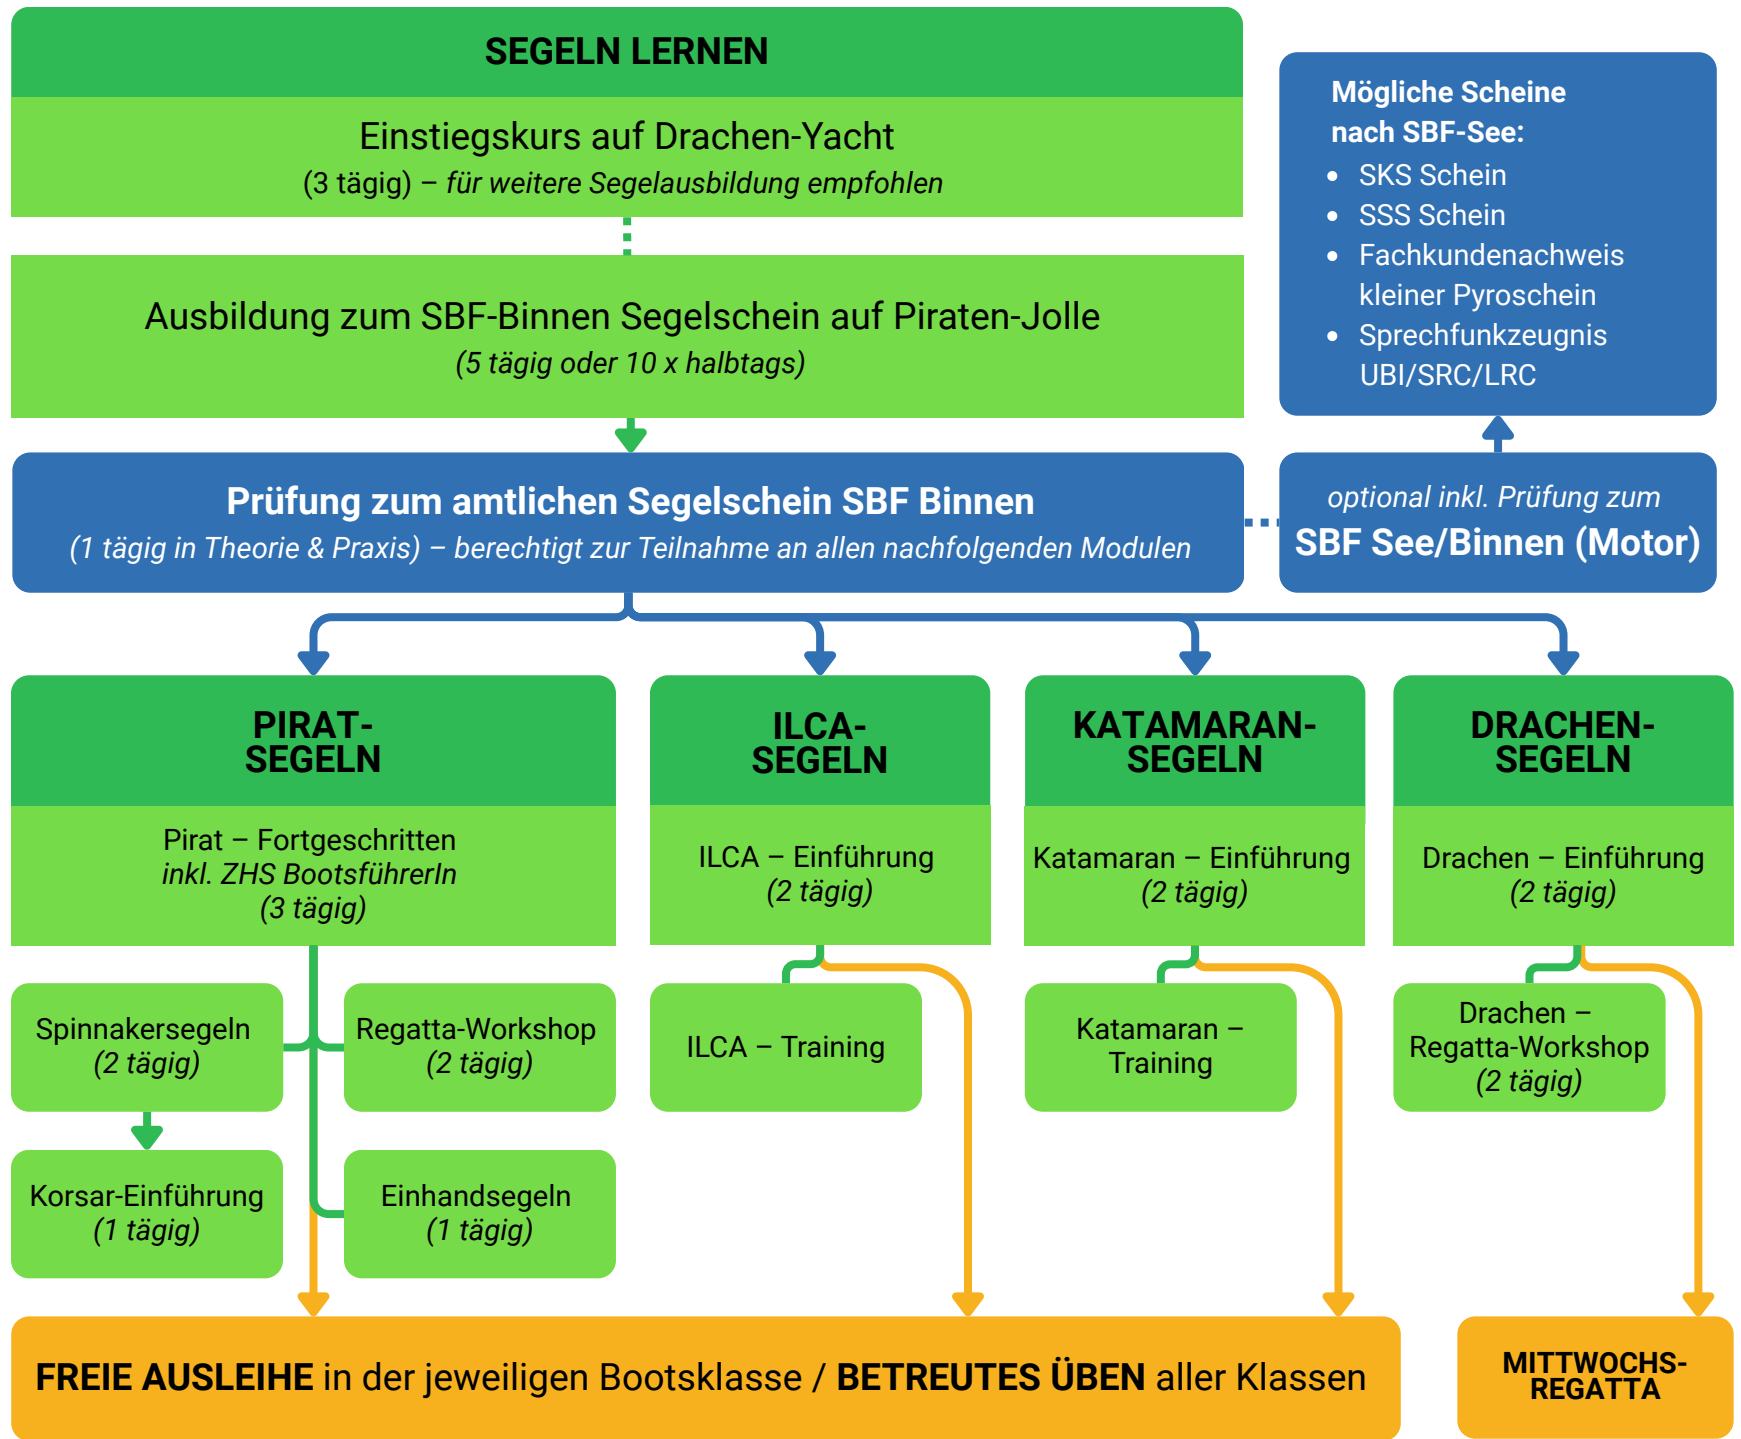 SEGELN LERNEN
Einstiegskurs auf Drachen-Yacht
(3 tägig) – für weitere Segelausbildung empfohlen
Ausbildung zum SBF-Binnen Segelschein auf Piraten-Jolle
(5 tägig oder 10 x halbtags)
Mögliche Scheine
nach SBF-See:
• SKS Schein
• SSS Schein
• Fachkundenachweis
kleiner Pyroschein
• Sprechfunkzeugnis
UBI/SRC/LRC
Prüfung zum amtlichen Segelschein SBF Binnen
(1 tägig in Theorie & Praxis) – berechtigt zur Teilnahme an allen nachfolgenden Modulen
optional inkl. Prüfung zum
SBF See/Binnen (Motor)
PIRAT-
SEGELN
Pirat – Fortgeschritten
inkl. ZHS BootsführerIn
(3 tägig)
Spinnakersegeln
(2 tägig)
Regatta-Workshop
(2 tägig)
Korsar-Einführung
(1 tägig)
Einhandsegeln
(1 tägig)
ILCA-
SEGELN
ILCA – Einführung
(2 tägig)
ILCA – Training
KATAMARAN-
SEGELN
Katamaran – Einführung
(2 tägig)
Katamaran –
Training
DRACHEN-
SEGELN
Drachen – Einführung
(2 tägig)
Drachen –
Regatta-Workshop
(2 tägig)
FREIE AUSLEIHE in der jeweiligen Bootsklasse / BETREUTES ÜBEN aller Klassen
MITTWOCHS-
REGATTA